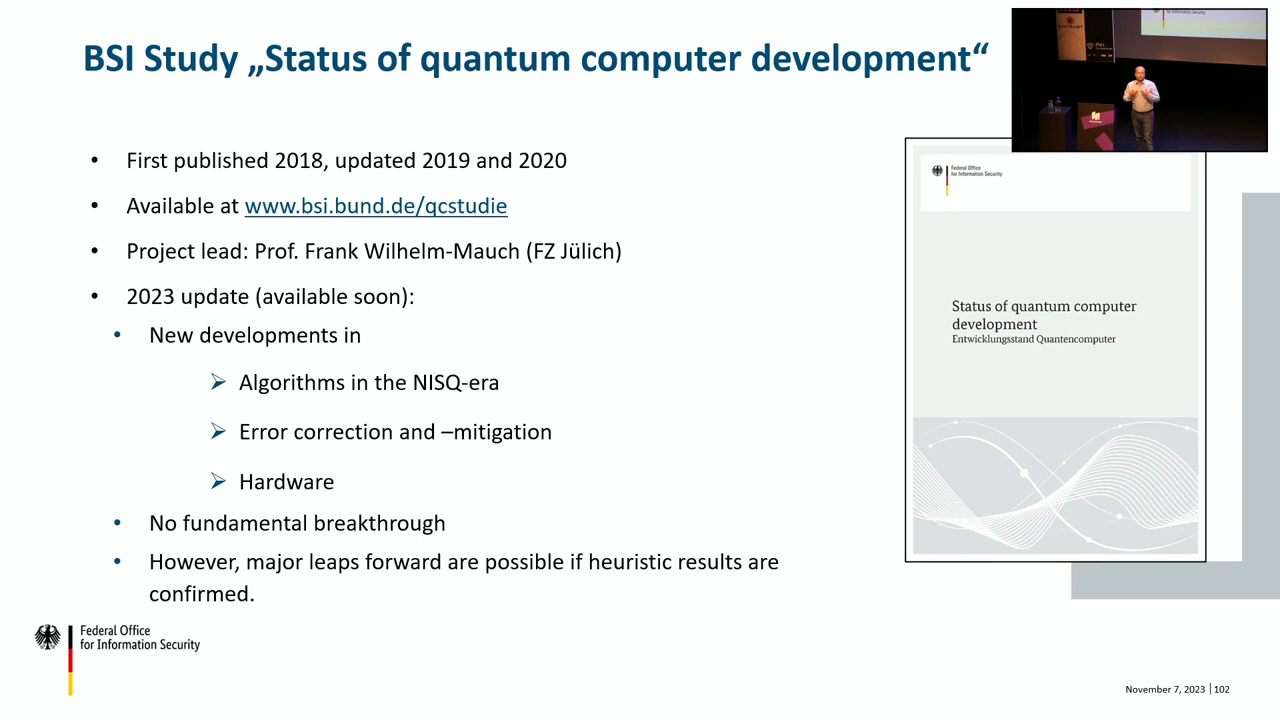 BSI Study „Status of quantum computer development“
• First published 2018, updated 2019 and 2020
• Available at www.bsi.bund.de/qcstudie
• Project lead: Prof. Frank Wilhelm-Mauch (FZ Jülich)
• 2023 update (available soon):
• New developments in
➢ Algorithms in the NISQ-era
➢ Error correction and –mitigation
➢ Hardware
• No fundamental breakthrough
• However, major leaps forward are possible if heuristic results are
confirmed.
Federal Office
for Information Security
Status of quantum computer
development
Entwicklungsstand Quantencomputer
Federal Office
for Information Security
November 7, 2023 | 102